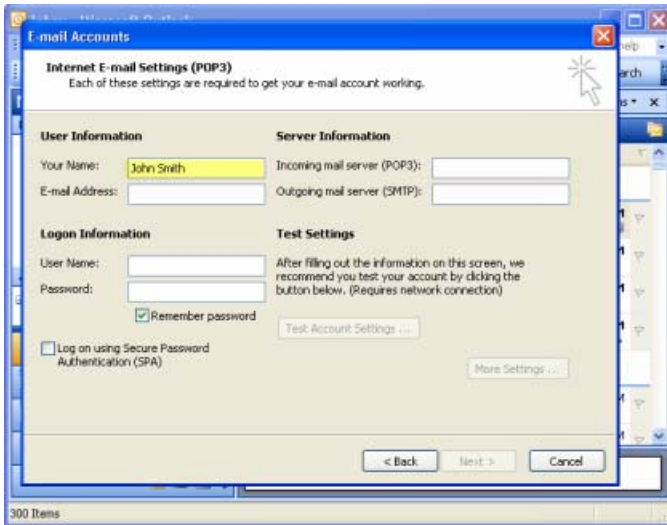 Inbox - Microsoft Outlook
E-mail Accounts
Internet E-mail Settings (POP3)
Each of these settings are required to get your e-mail account working.
User Information
Your Name: John Smith
E-mail Address:
Server Information
Incoming mail server (POP3):
Outgoing mail server (SMTP):
Logon Information
User Name:
Password:
Remember password
Log on using Secure Password
Authentication (SPA)
Test Settings
After filling out the information on this screen, we
recommend you test your account by clicking the
button below. (Requires network connection)
Test Account Settings ...
More Settings ...
< Back
Next >
Cancel
300 Items